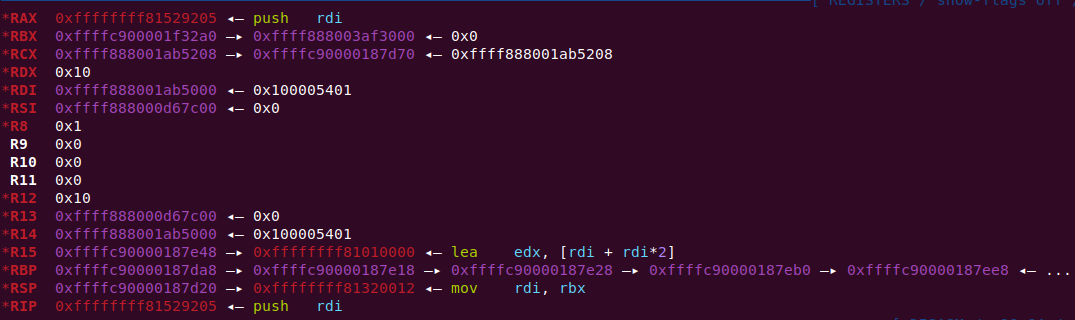 [ REGISTERS / show-flags off /
*RAX 0xffffffff81529205 ◂— push rdi
*RBX 0xffffc900001f32a0 —▸ 0xffff888003af3000 ◂— 0x0
*RCX 0xffff888001ab5208 —▸ 0xffffc90000187d70 ◂— 0xffff888001ab5208
*RDX 0x10
*RDI 0xffff888001ab5000 ◂— 0x100005401
*RSI 0xffff888000d67c00 ◂— 0x0
*R8 0x1
R9 0x0
R10 0x0
R11 0x0
*R12 0x10
*R13 0xffff888000d67c00 ◂— 0x0
*R14 0xffff888001ab5000 ◂— 0x100005401
*R15 0xffffc90000187e48 —▸ 0xffffffff81010000 ◂— lea edx, [rdi + rdi*2]
*RBP 0xffffc90000187da8 —▸ 0xffffc90000187e18 —▸ 0xffffc90000187e28 —▸ 0xffffc90000187eb0 —▸ 0xffffc90000187ee8 ◂— ...
*RSP 0xffffc90000187d20 —▸ 0xffffffff81320012 ◂— mov rdi, rbx
*RIP 0xffffffff81529205 ◂— push rdi